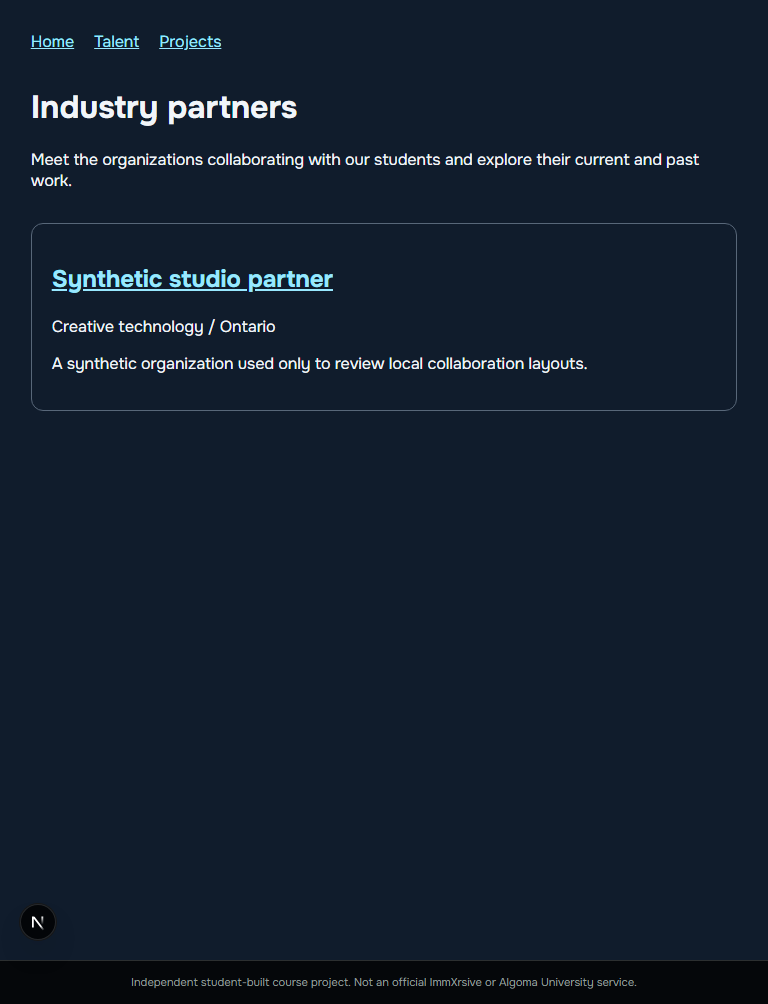 Home Talent Projects
Industry partners
Meet the organizations collaborating with our students and explore their current and past
work.
Synthetic studio partner
Creative technology / Ontario
A synthetic organization used only to review local collaboration layouts.
N
Independent student-built course project. Not an official ImmXrsive or Algoma University service.